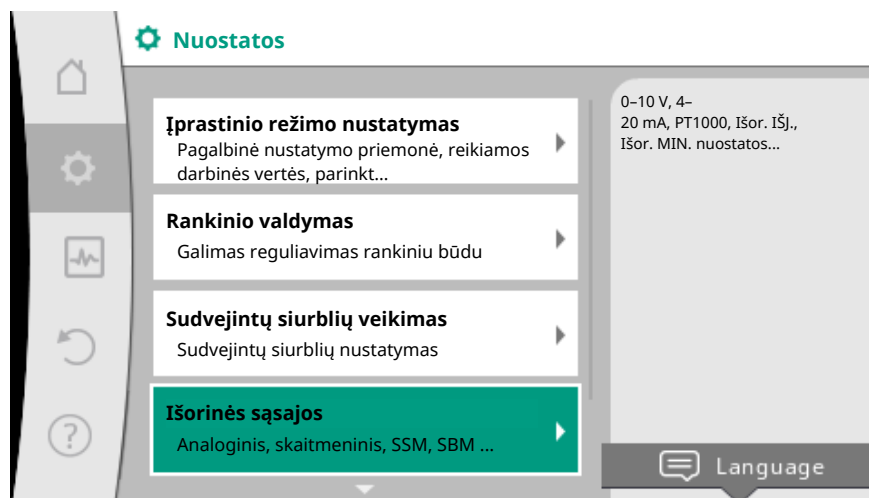 Nuostatos
Įprastinio režimo nustatymas
Pagalbinė nustatymo priemonė, reikiamos
darbinės vertės, parinkt...
Rankinio valdymas
Galimas reguliavimas rankiniu būdu
Sudvejintų siurblių veikimas
Sudvejintų siurblių nustatymas
Išorinės sąsajos
Analoginis, skaitmeninis, SSM, SBM ...
0–10 V, 4–
20 mA, PT1000, Išor. IŠJ.,
Išor. MIN. nuostatos...
?
Language